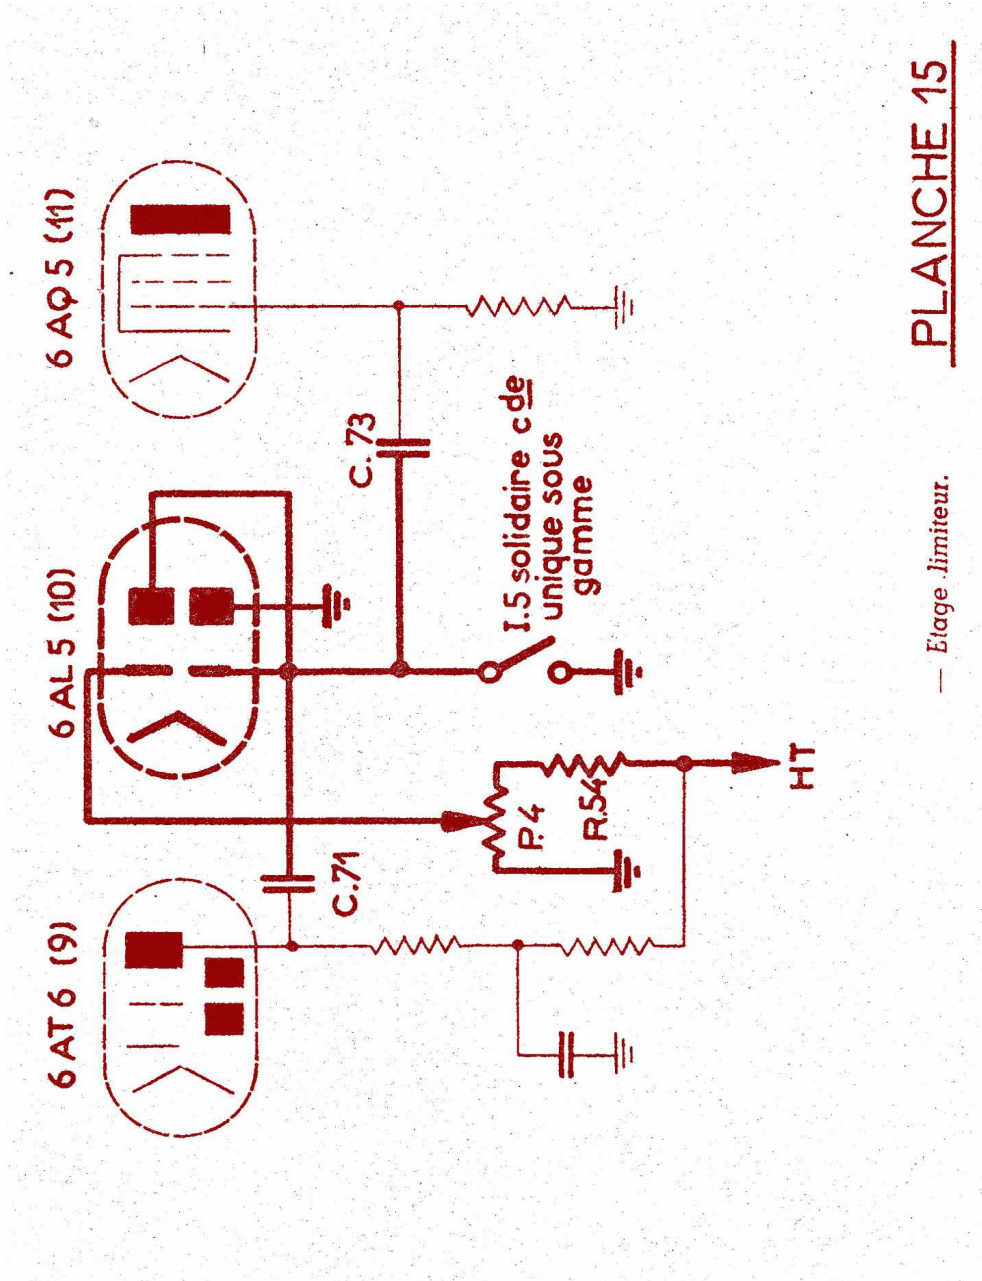 6 AT 6 (9)
6 AL 5 (10)
6 AQ 5 (11)
C.71
C.73
P.4
R.54
I.5 solidaire c de
unique sous
gamme
HT
— Etage limiteur.
PLANCHE 15